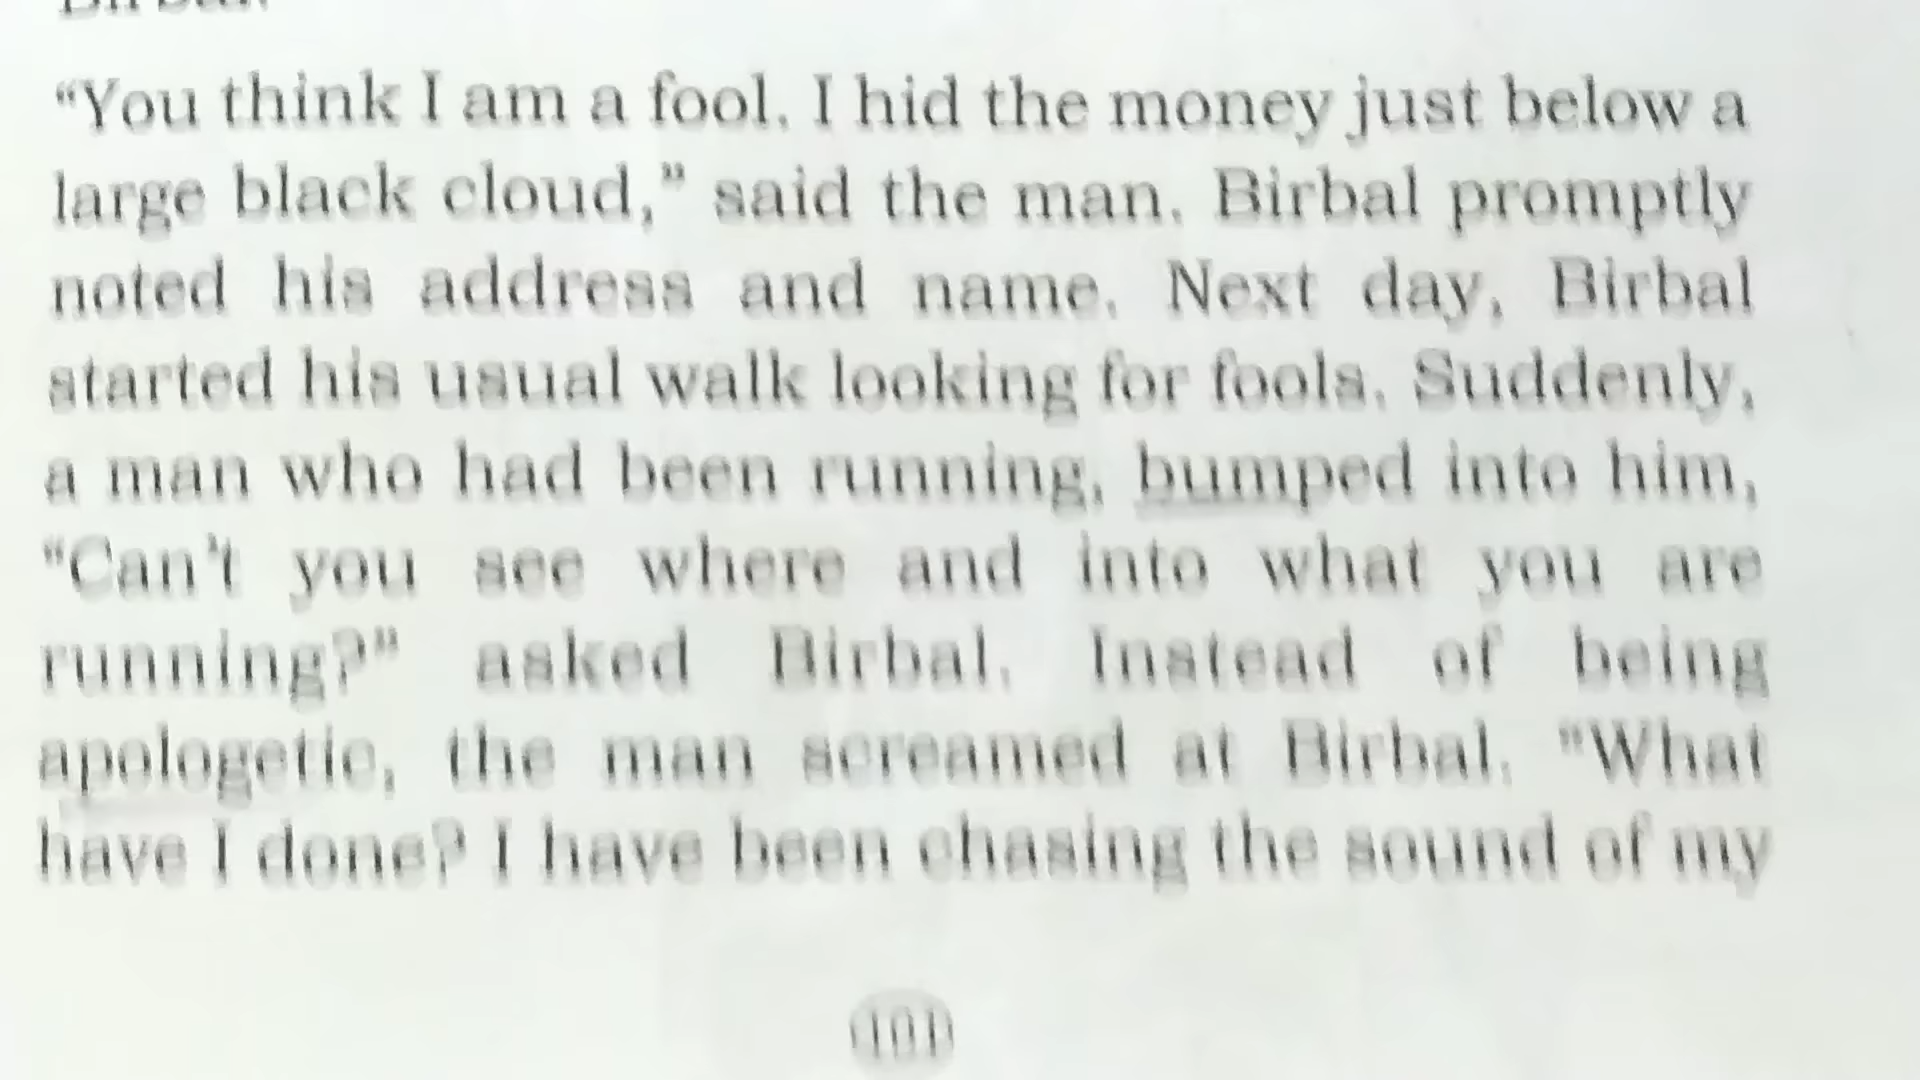 "You think I am a fool. I hid the money just below a
large black cloud," said the man. Birbal promptly
noted his address and name. Next day, Birbal
started his usual walk looking for fools. Suddenly,
a man who had been running, bumped into him,
"Can't you see where and into what you are
running?" asked Birbal. Instead of being
apologetic, the man screamed at Birbal. "What
have I done? I have been chasing the sound of my
101